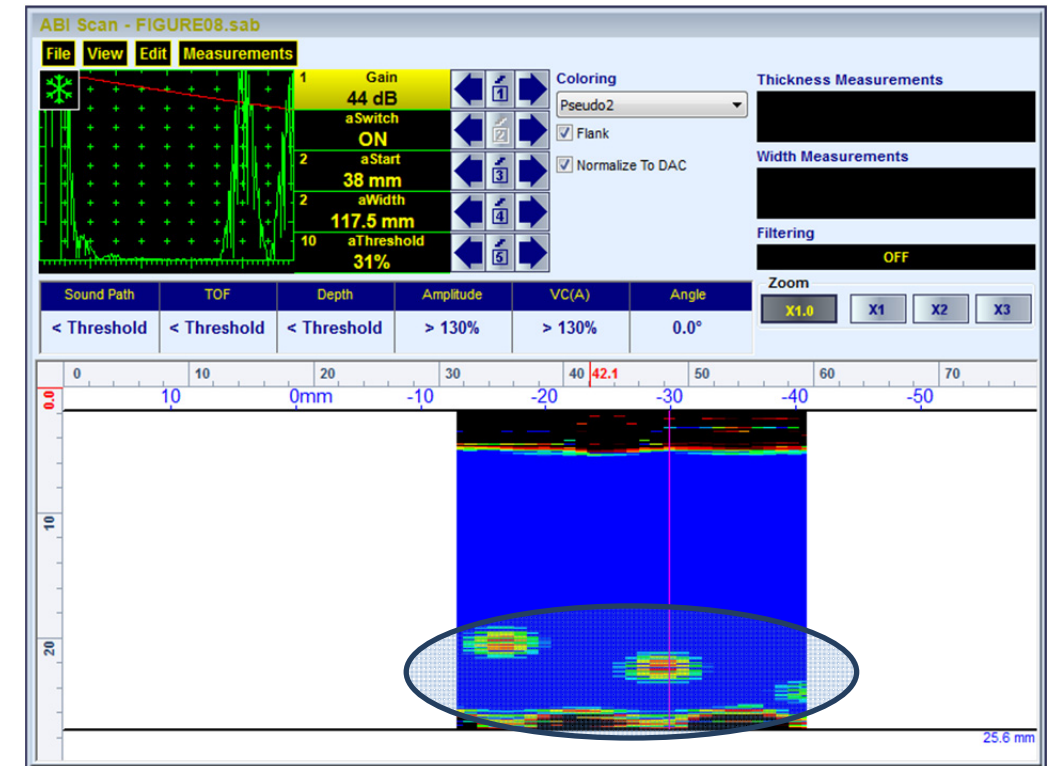 ABI Scan - FIGURE08.sab
File View Edit Measurements
1 Gain
44 dB
1
aSwitch
ON
2
2 aStart
38 mm
3
2 aWidth
117.5 mm
4
10 aThreshold
31%
5
Coloring
Pseudo2
Flank
Normalize To DAC
Thickness Measurements
Width Measurements
Filtering
OFF
Zoom
X1.0 X1 X2 X3
Sound Path TOF Depth Amplitude VC(A) Angle
< Threshold < Threshold < Threshold > 130% > 130% 0.0°
0 10 20 30 40 42.1 50 60 70
10 0mm -10 -20 -30 -40 -50
0.0
10
20
25.6 mm